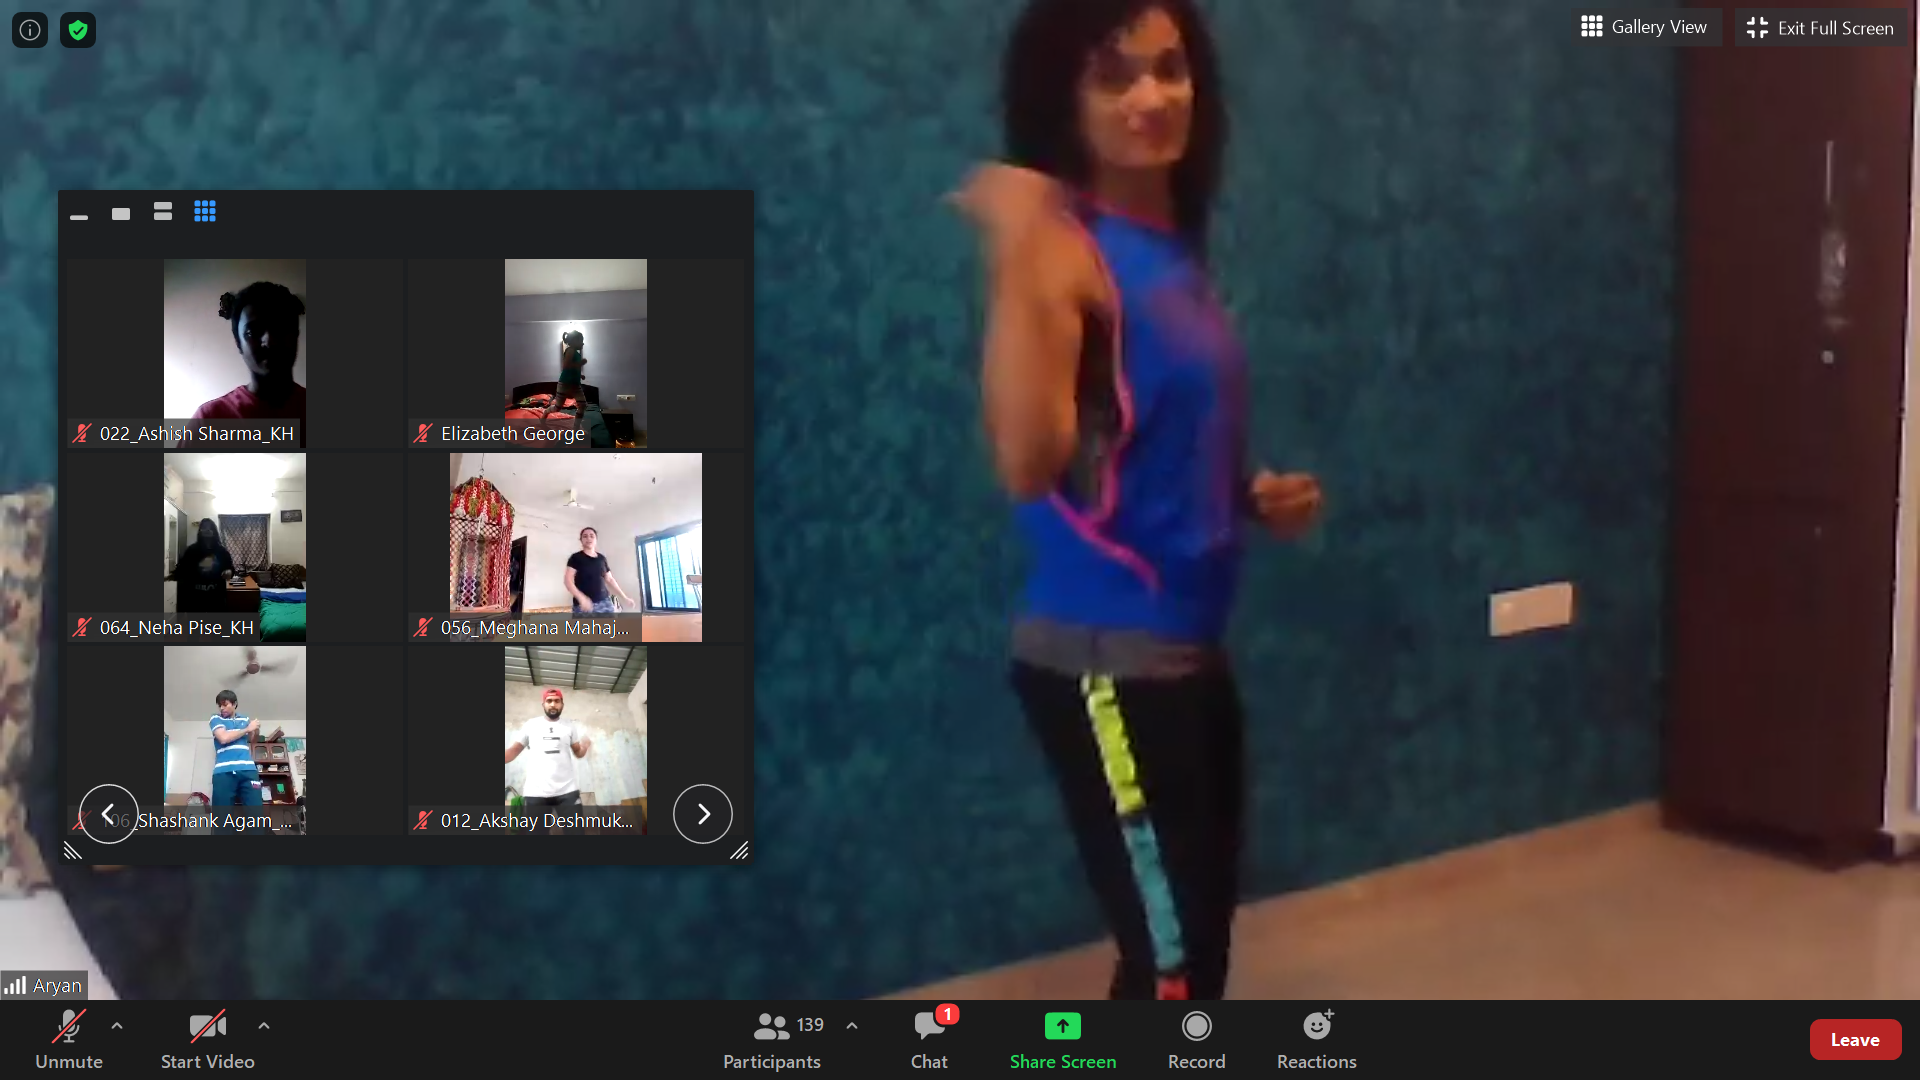 Gallery View
Exit Full Screen
022_Ashish Sharma_KH
Elizabeth George
064_Neha Pise_KH
056_Meghana Mahaj...
106_Shashank Agam_...
012_Akshay Deshmuk...
Aryan
139
1
Unmute
Start Video
Participants
Chat
Share Screen
Record
Reactions
Leave